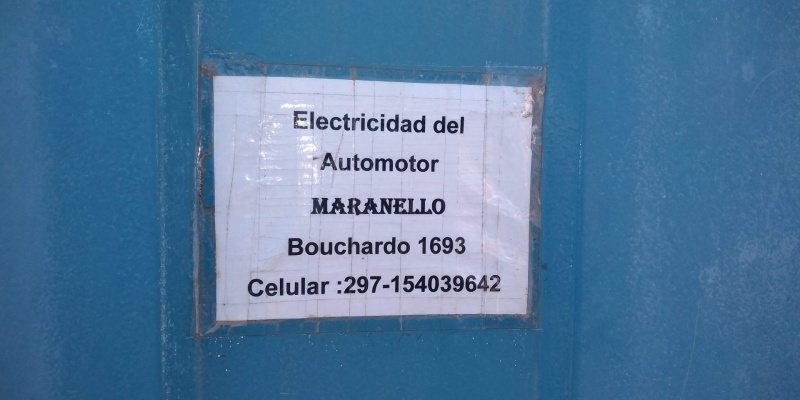 Electricidad del
Automotor
MARANELLO
Bouchardo 1693
Celular :297-154039642